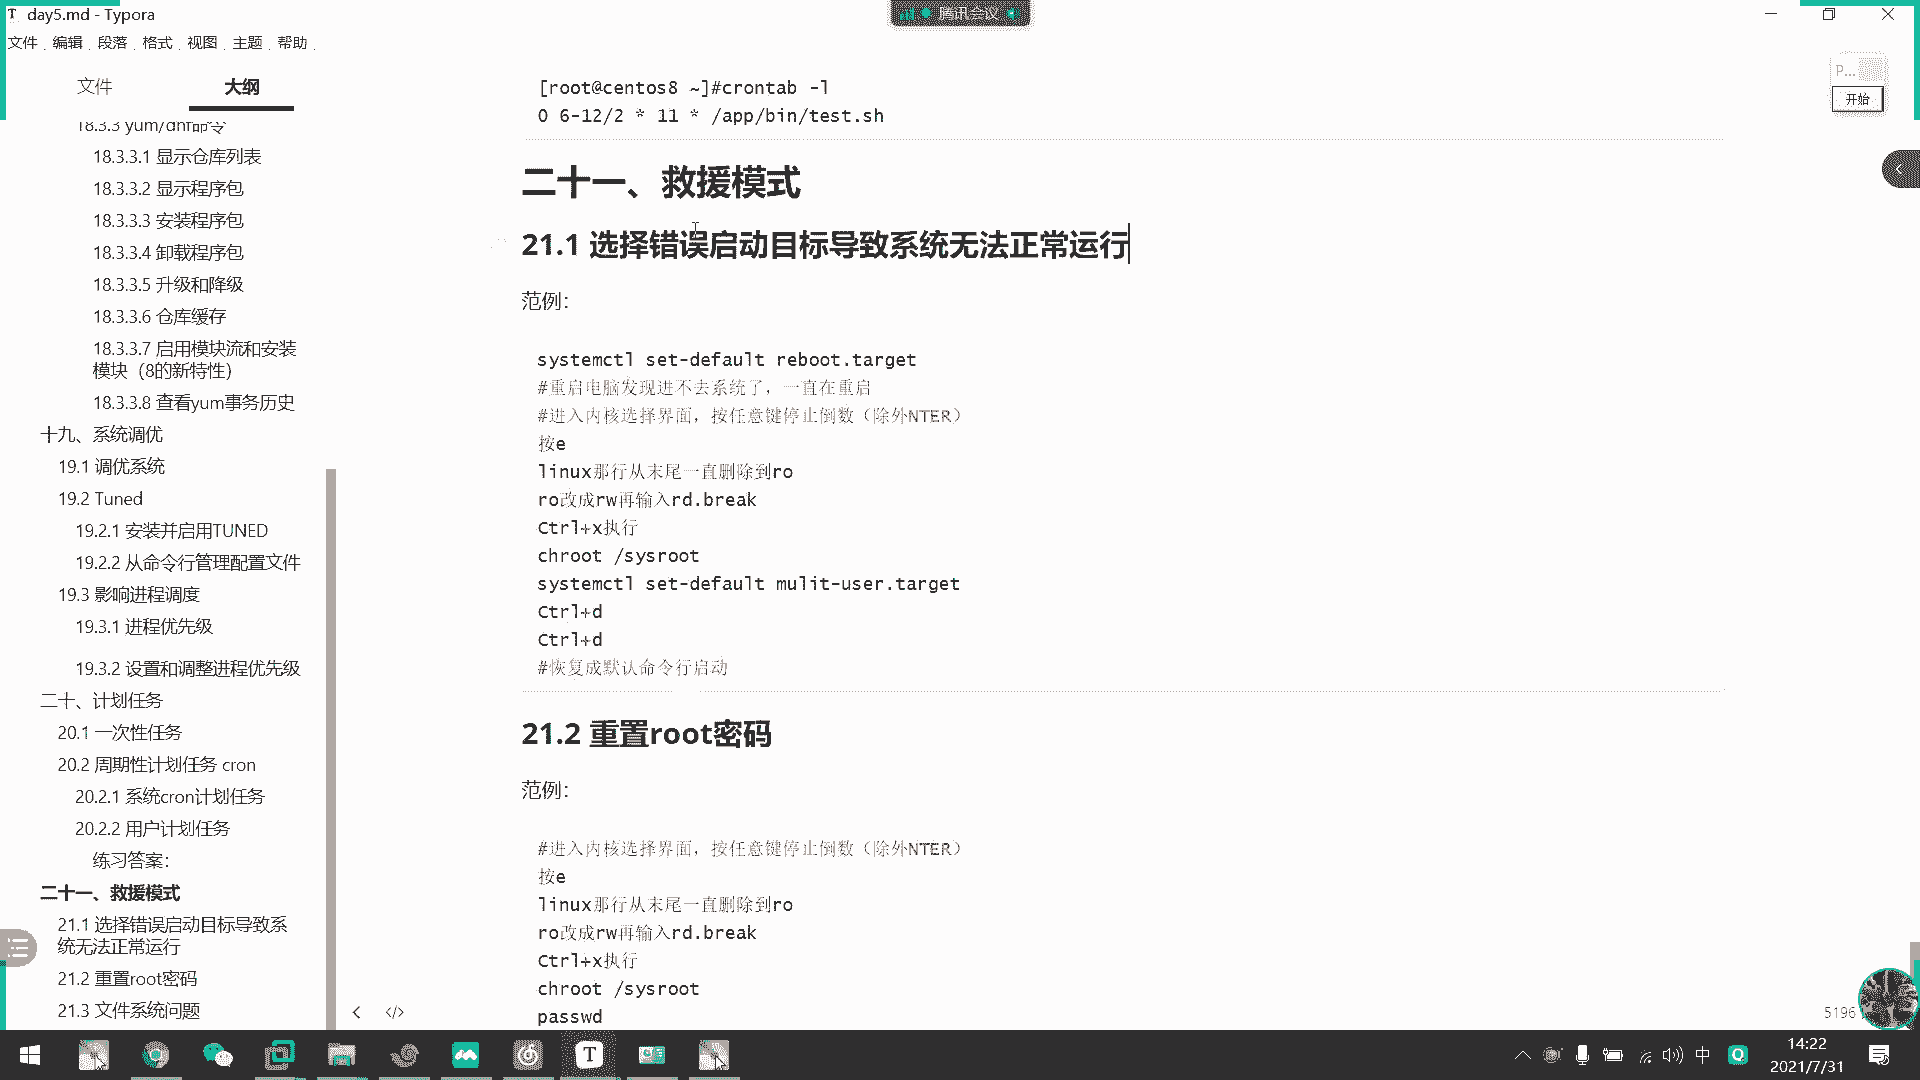 day5.md - Typora
腾讯会议
文件 编辑 段落 格式 视图 主题 帮助
文件
大纲
18.3.3 yum/dnf命令
18.3.3.1 显示仓库列表
18.3.3.2 显示程序包
18.3.3.3 安装程序包
18.3.3.4 卸载程序包
18.3.3.5 升级和降级
18.3.3.6 仓库缓存
18.3.3.7 启用模块流和安装
模块（8的新特性）
18.3.3.8 查看yum事务历史
十九、系统调优
19.1 调优系统
19.2 Tuned
19.2.1 安装并启用TUNED
19.2.2 从命令行管理配置文件
19.3 影响进程调度
19.3.1 进程优先级
19.3.2 设置和调整进程优先级
二十、计划任务
20.1 一次性任务
20.2 周期性计划任务 cron
20.2.1 系统cron计划任务
20.2.2 用户计划任务
练习答案：
二十一、救援模式
21.1 选择错误启动目标导致系
统无法正常运行
21.2 重置root密码
21.3 文件系统问题
[root@centos8 ~]#crontab -l
0 6-12/2 * 11 * /app/bin/test.sh
二十一、救援模式
21.1 选择错误启动目标导致系统无法正常运行
范例：
systemctl set-default reboot.target
#重启电脑发现进不去系统了，一直在重启
#进入内核选择界面，按任意键停止倒数（除外NTER）
按e
linux那行从末尾一直删除到ro
ro改成rw再输入rd.break
Ctrl+x执行
chroot /sysroot
systemctl set-default mulit-user.target
Ctrl+d
Ctrl+d
#恢复成默认命令行启动
21.2 重置root密码
范例：
#进入内核选择界面，按任意键停止倒数（除外NTER）
按e
linux那行从末尾一直删除到ro
ro改成rw再输入rd.break
Ctrl+x执行
chroot /sysroot
passwd
P...
开始
5196
中
14:22
2021/7/31